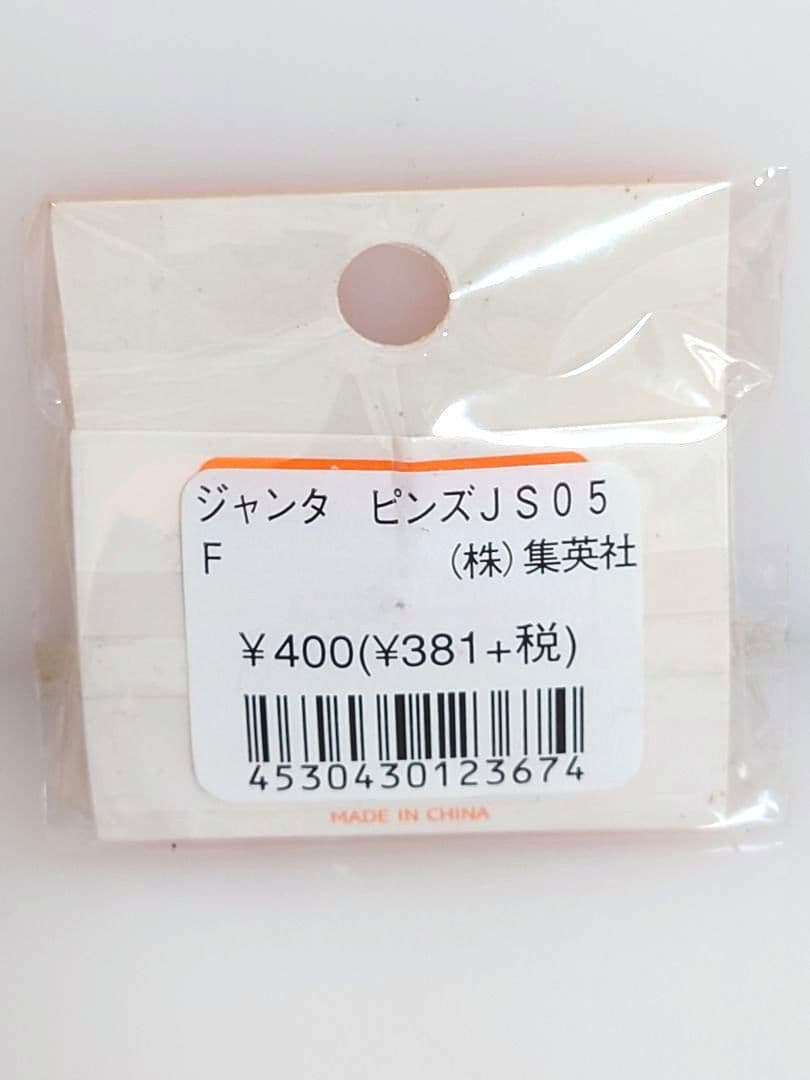 ジャンタ　ピンズＪＳ０５
Ｆ　（株）集英社
¥400(¥381+税)
4530430123674
MADE IN CHINA